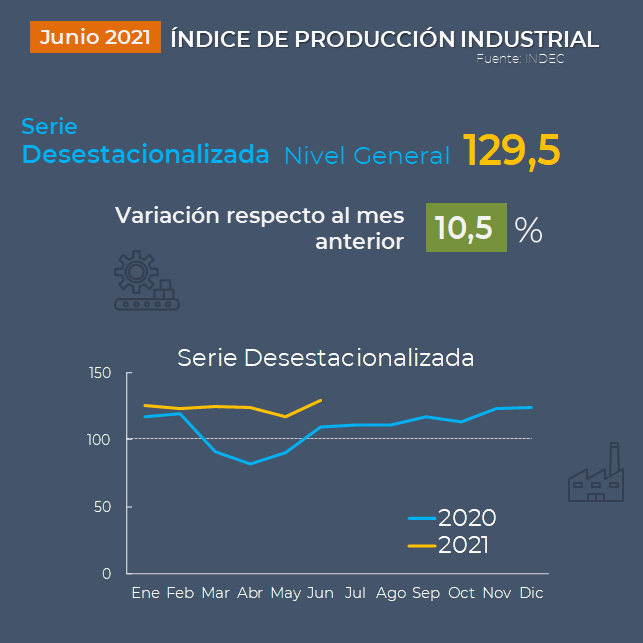 Junio 2021 ÍNDICE DE PRODUCCIÓN INDUSTRIAL
Fuente: INDEC
Serie
Desestacionalizada Nivel General 129,5
Variación respecto al mes
anterior 10,5 %
Serie Desestacionalizada
150
100
50
0
2020
2021
Ene Feb Mar Abr May Jun Jul Ago Sep Oct Nov Dic